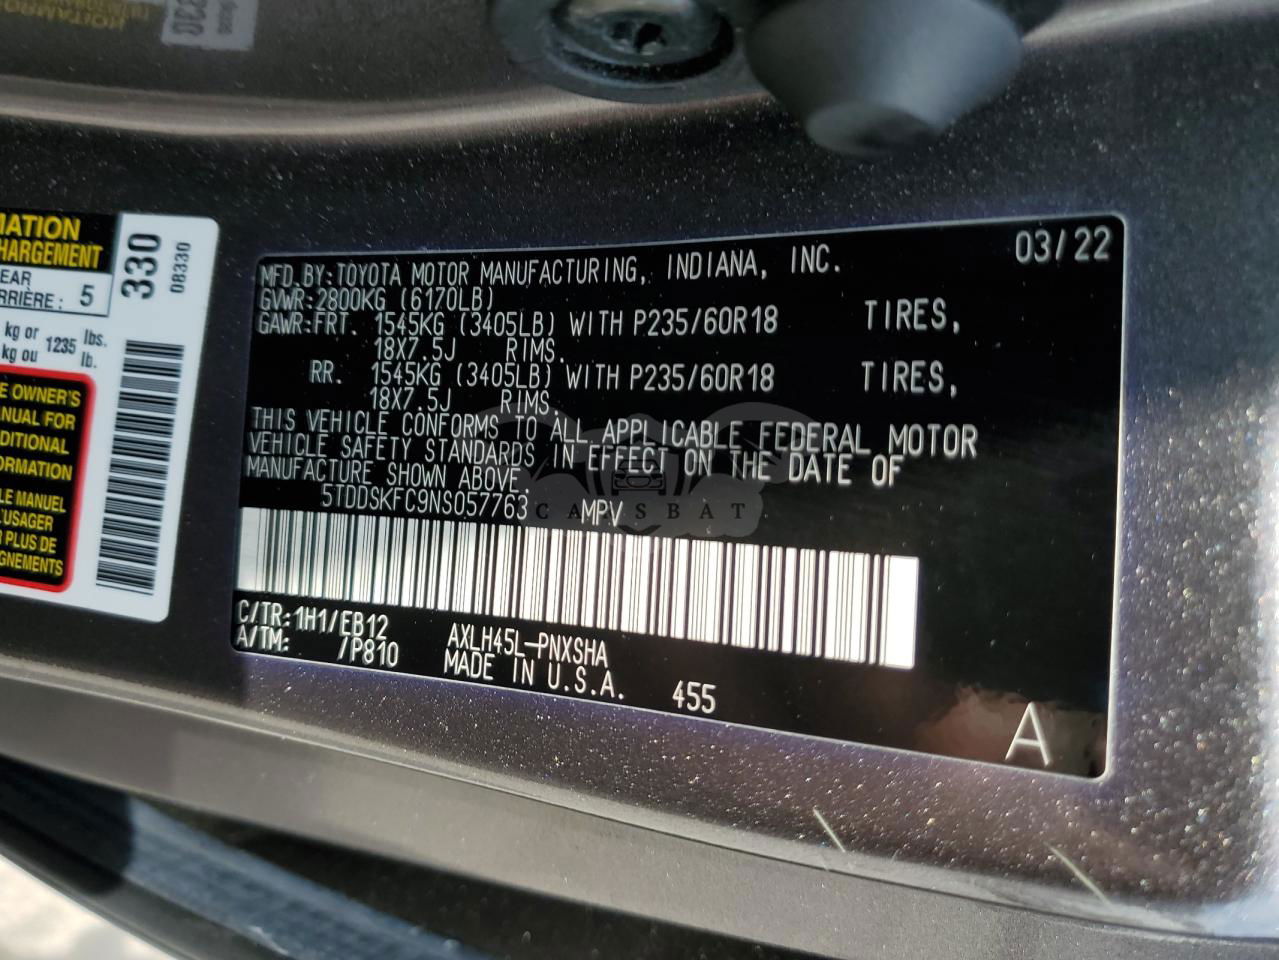 MATION
HARGEMENT
EAR
RRIÈRE: 5
kg or 1235 lbs.
kg ou lb.
E OWNER'S
ANUAL FOR
DITIONAL
ORMATION
LE MANUEL
L'USAGER
R PLUS DE
GNEMENTS
330
08330
MFD.BY:TOYOTA MOTOR MANUFACTURING, INDIANA, INC. 03/22
GVWR:2800KG (6170LB)
GAWR:FRT. 1545KG (3405LB) WITH P235/60R18 TIRES,
18X7.5J RIMS.
RR. 1545KG (3405LB) WITH P235/60R18 TIRES,
18X7.5J RIMS.
THIS VEHICLE CONFORMS TO ALL APPLICABLE FEDERAL MOTOR
VEHICLE SAFETY STANDARDS IN EFFECT ON THE DATE OF
MANUFACTURE SHOWN ABOVE.
5TDDSKFC9NS057763 MPV
CARSBAT
C/TR:1H1/EB12 AXLH45L-PNXSHA
A/TM: /P810 MADE IN U.S.A. 455
A